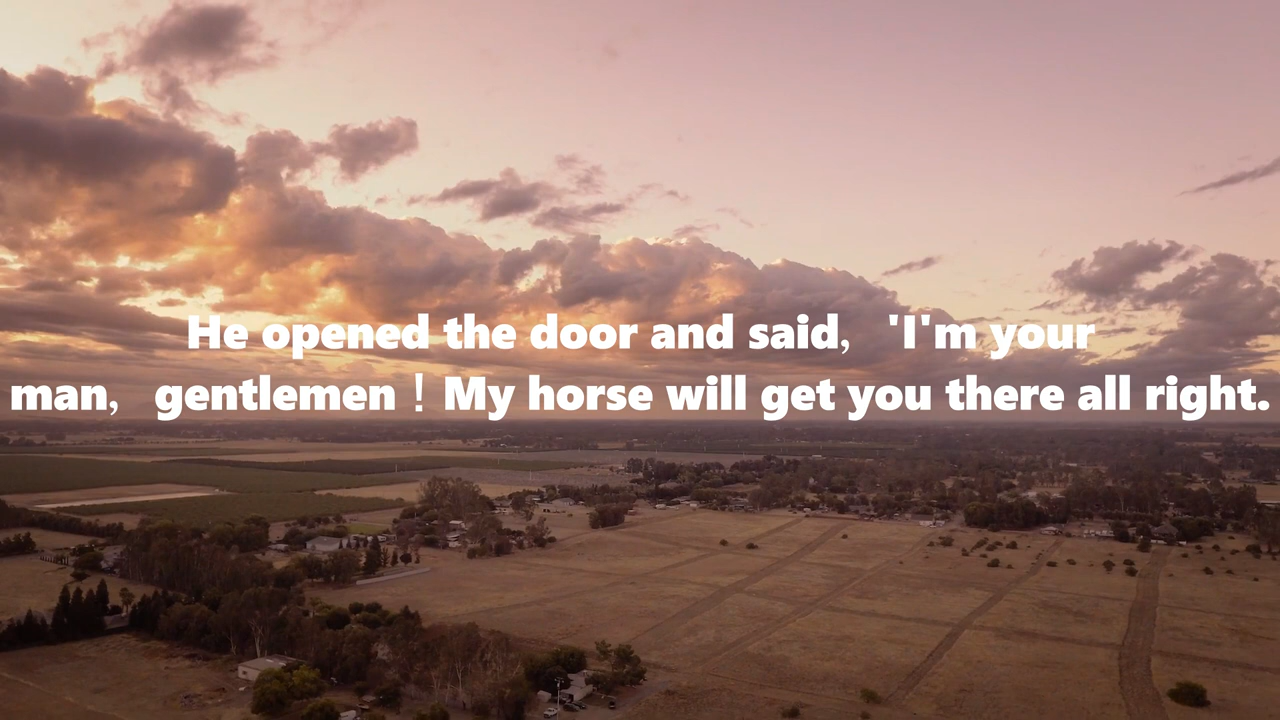 He opened the door and said， 'I'm your
man， gentlemen！My horse will get you there all right.